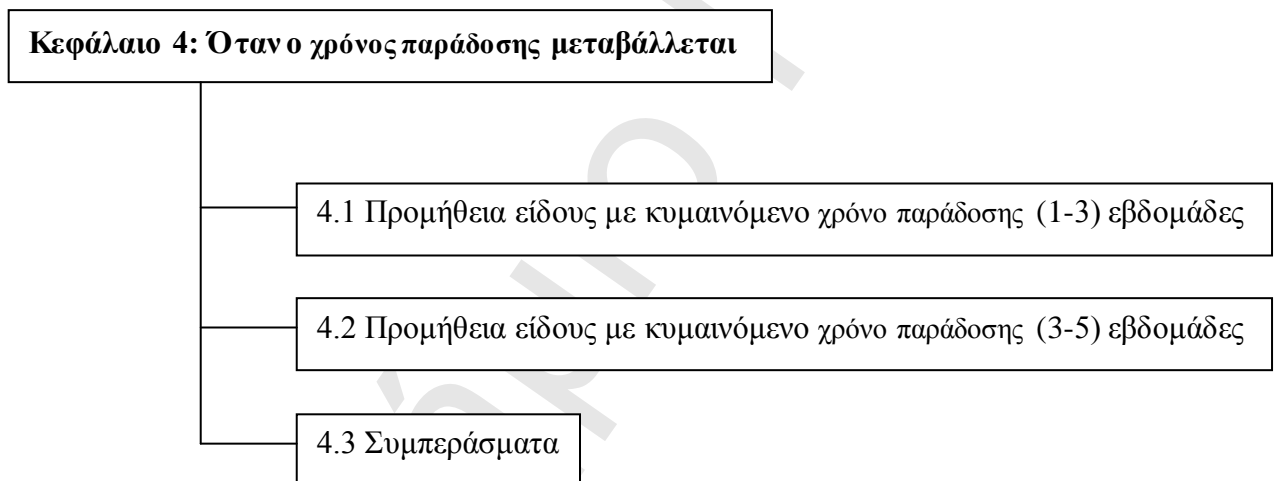 Κεφάλαιο 4: Όταν ο χρόνος παράδοσης μεταβάλλεται
4.1 Προμήθεια είδους με κυμαινόμενο χρόνο παράδοσης (1-3) εβδομάδες
4.2 Προμήθεια είδους με κυμαινόμενο χρόνο παράδοσης (3-5) εβδομάδες
4.3 Συμπεράσματα